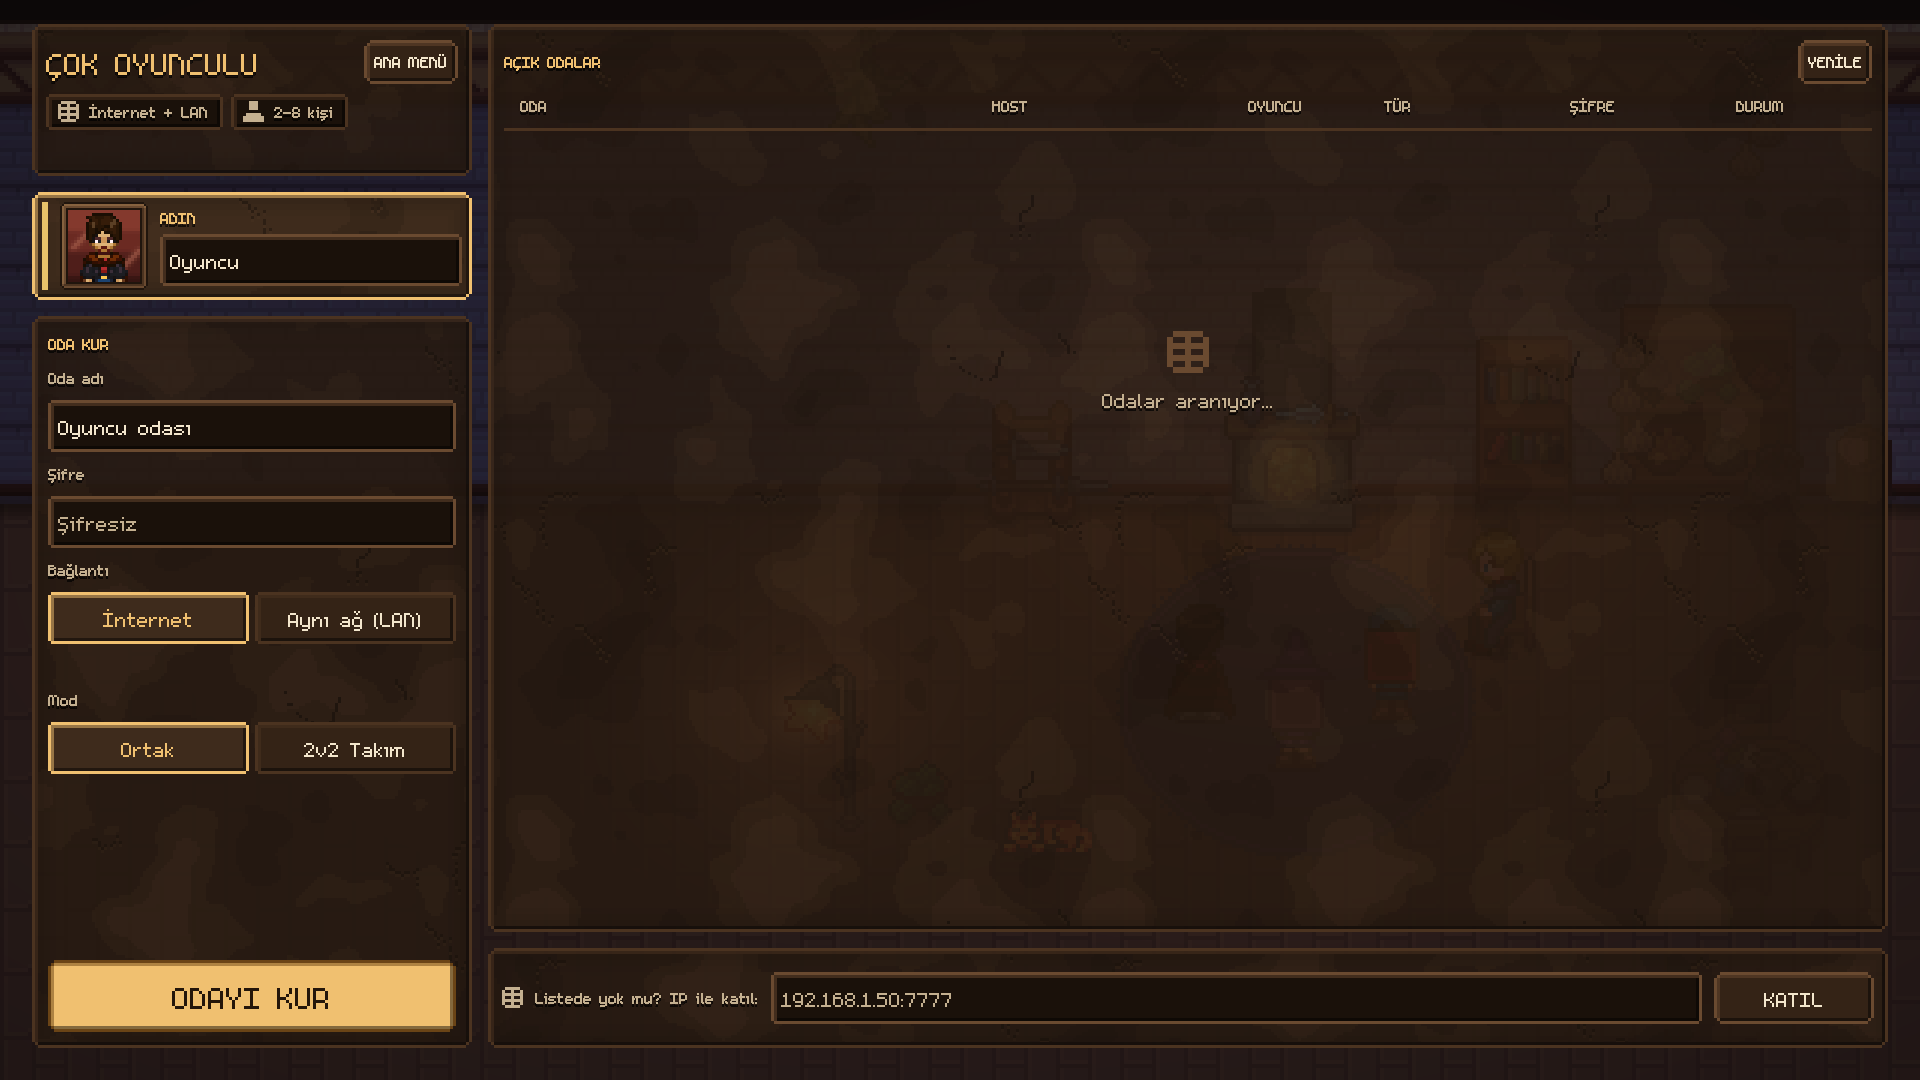 ÇOK OYUNCULU
ANA MENÜ
İnternet + LAN
2-8 kişi
ADIN
Oyuncu
ODA KUR
Oda adı
Oyuncu odası
Şifre
Şifresiz
Bağlantı
İnternet
Aynı ağ (LAN)
Mod
Ortak
2v2 Takım
ODAYI KUR
AÇIK ODALAR
YENİLE
ODA HOST OYUNCU TÜR ŞİFRE DURUM
Odalar aranıyor...
Listede yok mu? IP ile katıl:
192.168.1.50:7777
KATIL